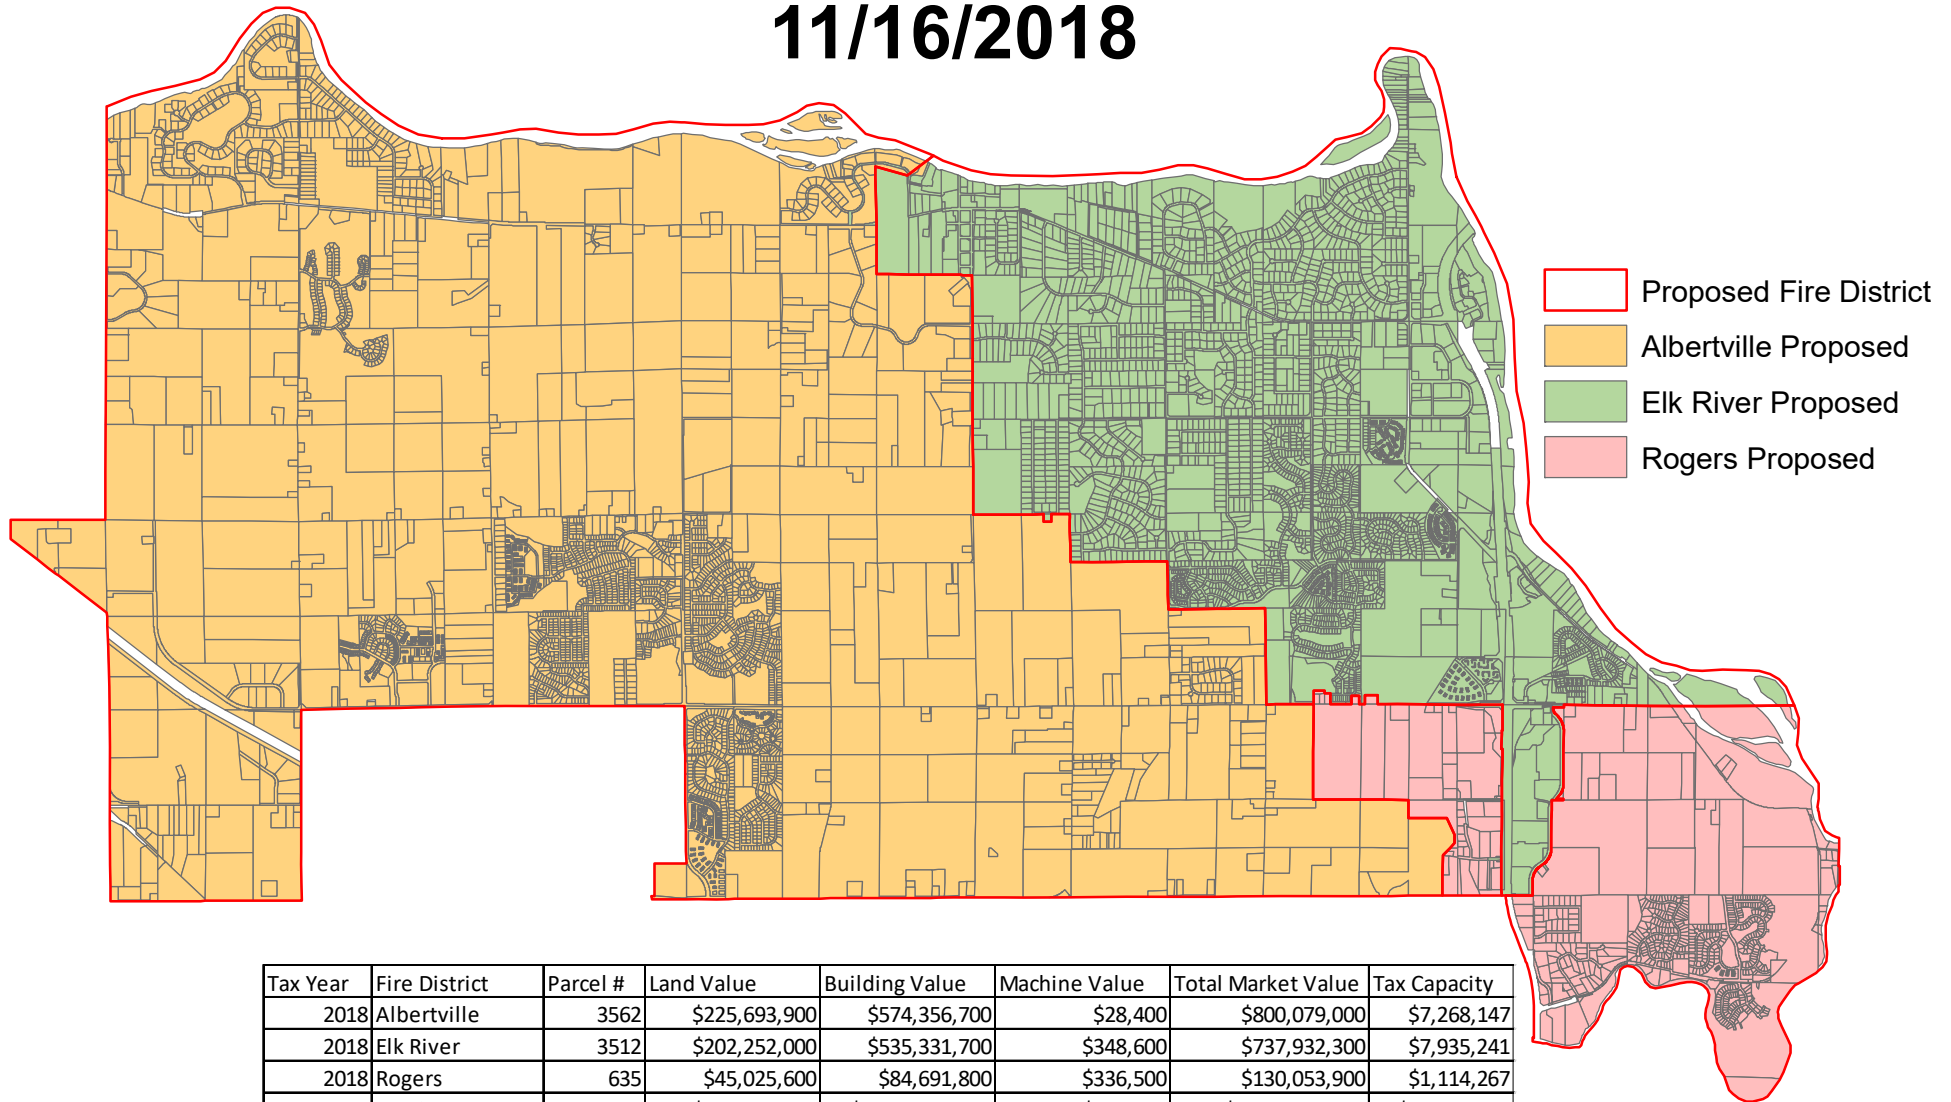 11/16/2018
Proposed Fire District
Albertville Proposed
Elk River Proposed
Rogers Proposed
Tax Year Fire District Parcel # Land Value Building Value Machine Value Total Market Value Tax Capacity
2018 Albertville 3562 $225,693,900 $574,356,700 $28,400 $800,079,000 $7,268,147
2018 Elk River 3512 $202,252,000 $535,331,700 $348,600 $737,932,300 $7,935,241
2018 Rogers 635 $45,025,600 $84,691,800 $336,500 $130,053,900 $1,114,267